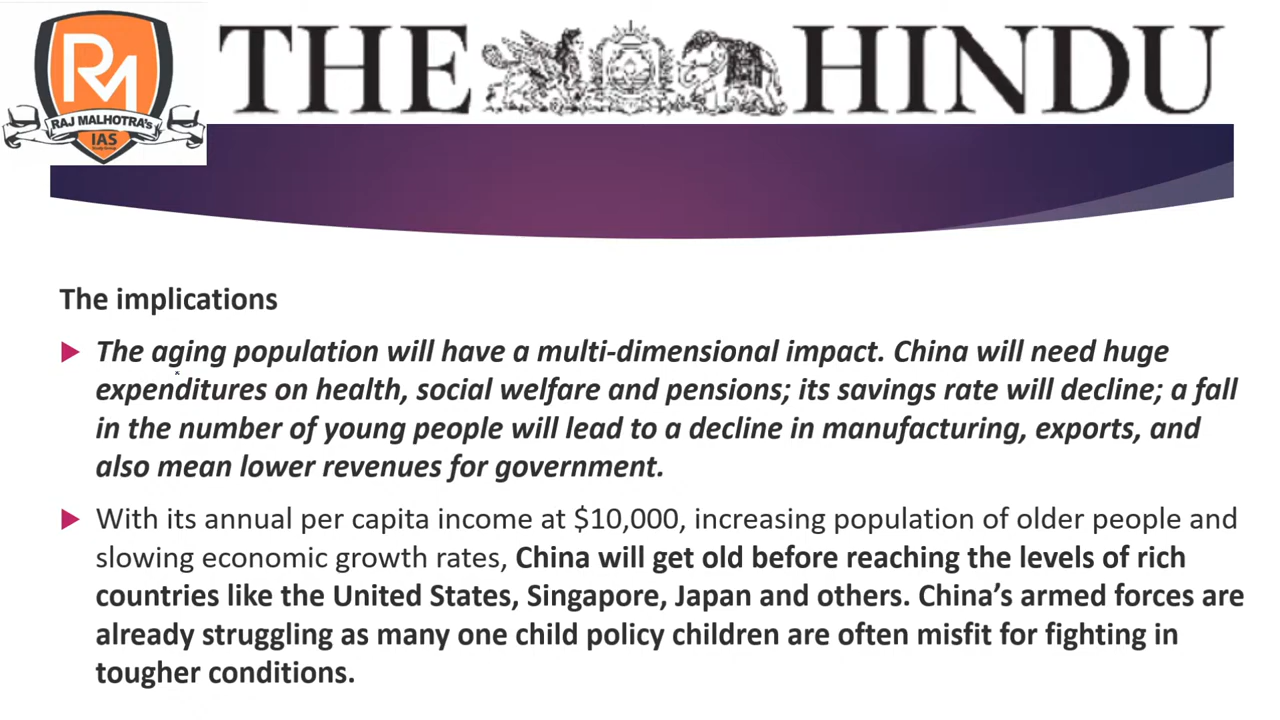 RM
RAJ MALHOTRA's
IAS
THE HINDU
The implications
The aging population will have a multi-dimensional impact. China will need huge
expenditures on health, social welfare and pensions; its savings rate will decline; a fall
in the number of young people will lead to a decline in manufacturing, exports, and
also mean lower revenues for government.
With its annual per capita income at $10,000, increasing population of older people and
slowing economic growth rates, China will get old before reaching the levels of rich
countries like the United States, Singapore, Japan and others. China's armed forces are
already struggling as many one child policy children are often misfit for fighting in
tougher conditions.